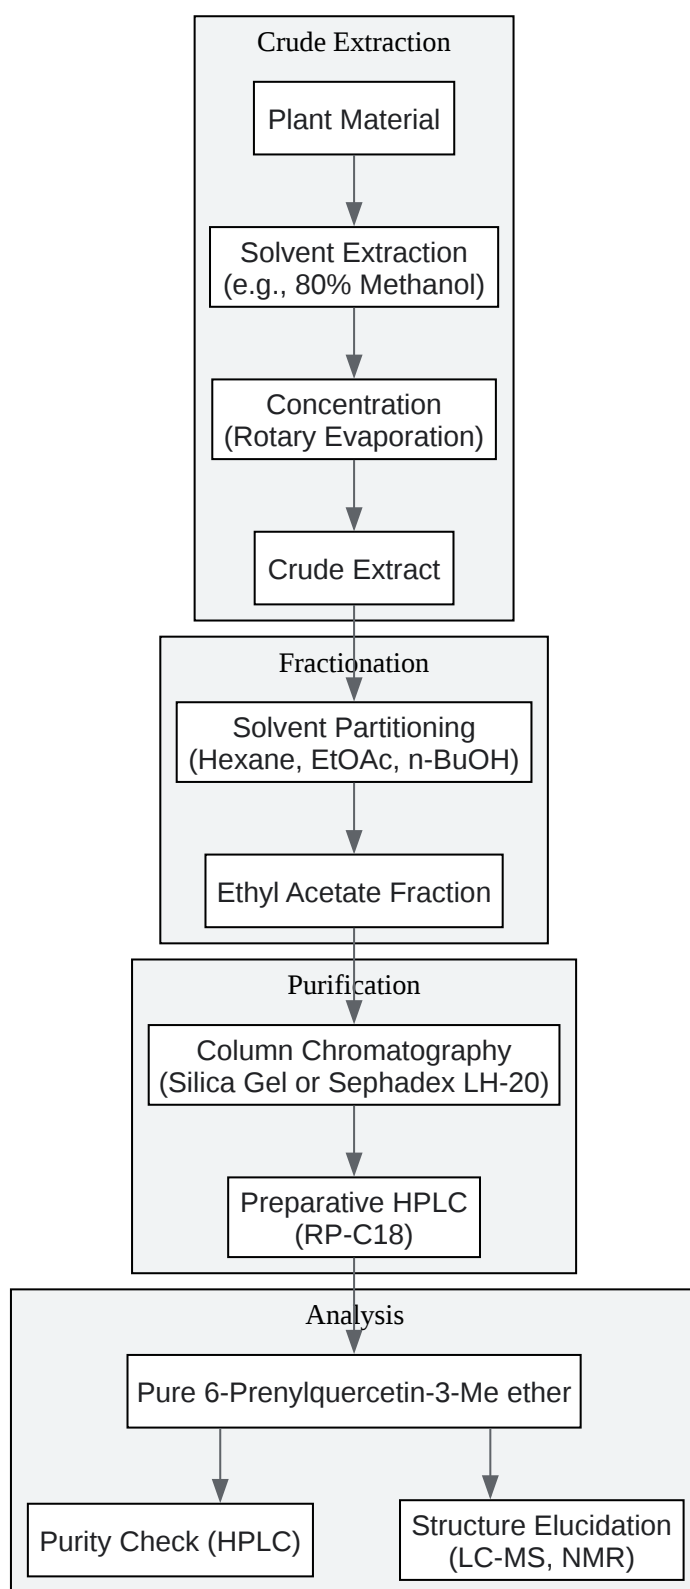 Crude Extraction
Plant Material
Solvent Extraction
(e.g., 80% Methanol)
Concentration
(Rotary Evaporation)
Crude Extract
Fractionation
Solvent Partitioning
(Hexane, EtOAc, n-BuOH)
Ethyl Acetate Fraction
Purification
Column Chromatography
(Silica Gel or Sephadex LH-20)
Preparative HPLC
(RP-C18)
Analysis
Pure 6-Prenylquercetin-3-Me ether
Purity Check (HPLC)
Structure Elucidation
(LC-MS, NMR)